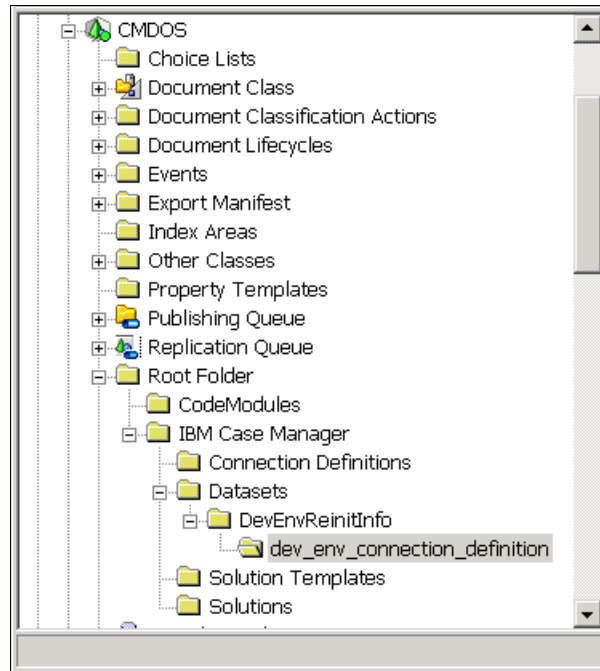 CMDOS
Choice Lists
Document Class
Document Classification Actions
Document Lifecycles
Events
Export Manifest
Index Areas
Other Classes
Property Templates
Publishing Queue
Replication Queue
Root Folder
CodeModules
IBM Case Manager
Connection Definitions
Datasets
DevEnvReinitInfo
dev_env_connection_definition
Solution Templates
Solutions